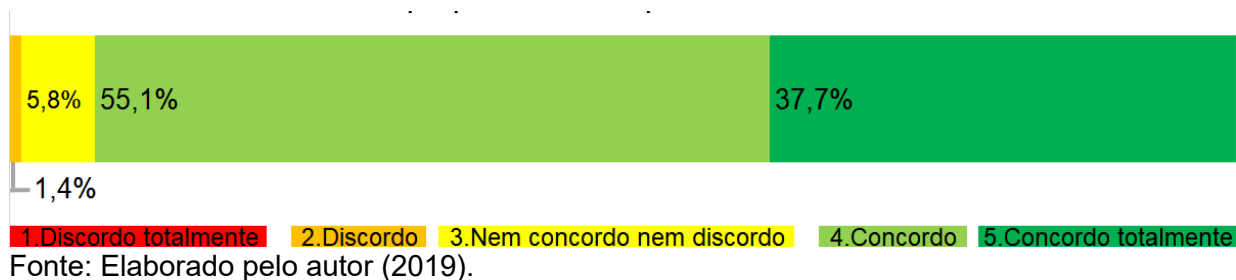 5,8% 55,1% 37,7%
1,4%
1.Discordo totalmente 2.Discordo 3.Nem concordo nem discordo 4.Concordo 5.Concordo totalmente
Fonte: Elaborado pelo autor (2019).